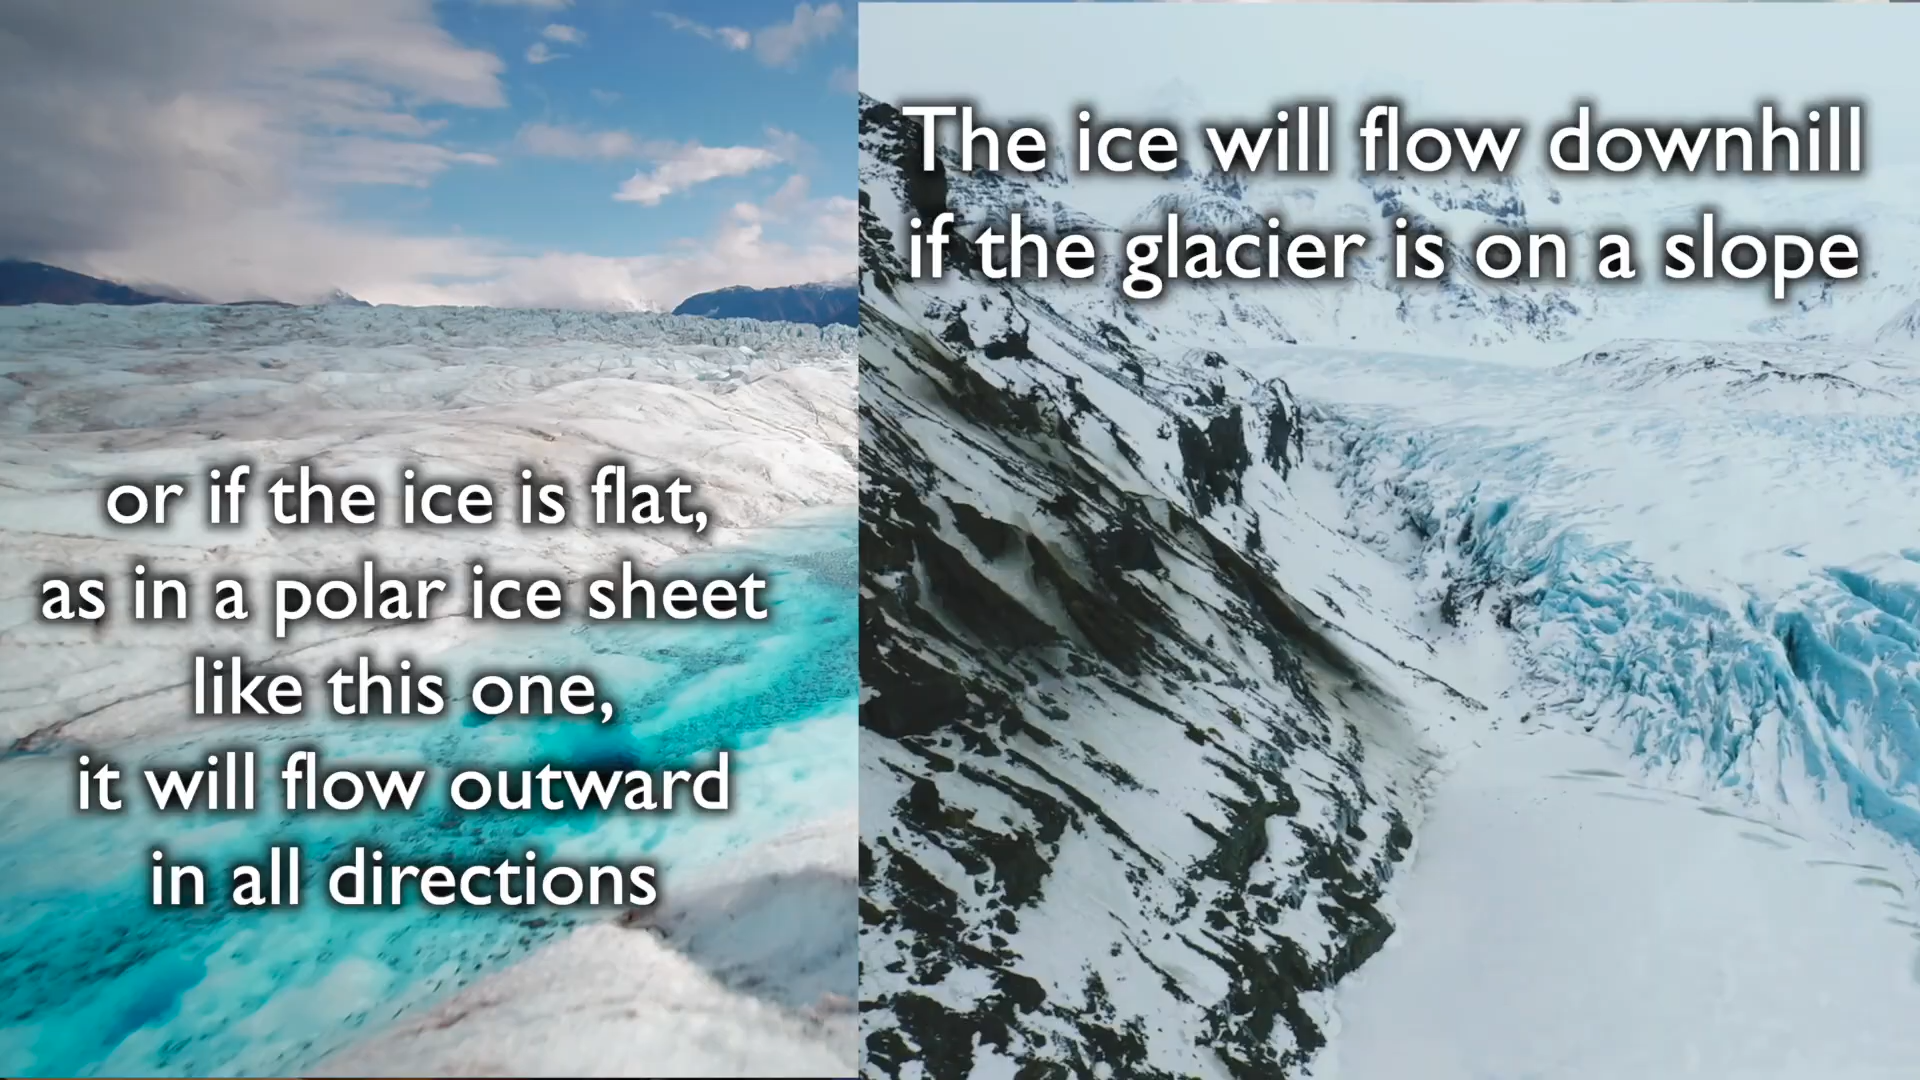 The ice will flow downhill
if the glacier is on a slope
or if the ice is flat,
as in a polar ice sheet
like this one,
it will flow outward
in all directions